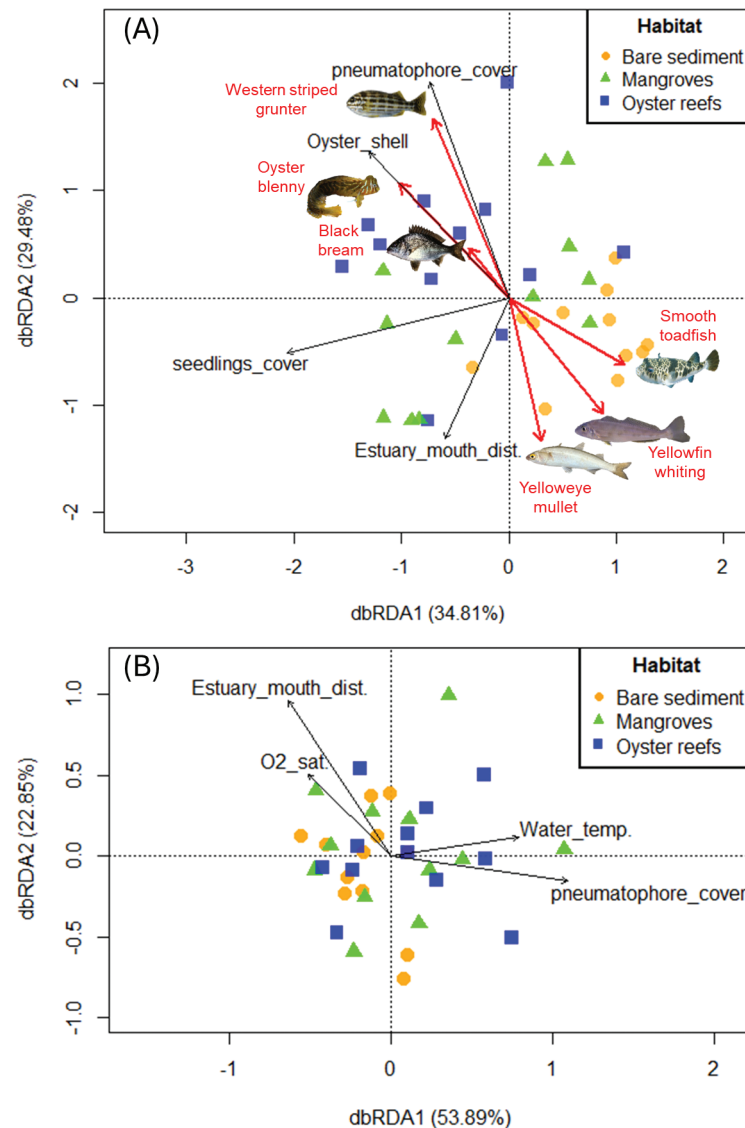 (A)
Habitat
Bare sediment
Mangroves
Oyster reefs
pneumatophore_cover
Western striped
grunter
Oyster_shell
Oyster
blenny
Black
bream
Smooth
toadfish
seedlings_cover
Estuary_mouth_dist.
Yellowfin
whiting
Yelloweye
mullet
2
1
0
-1
-2
dbRDA2 (29.48%)
-3 -2 -1 0 1 2
dbRDA1 (34.81%)
(B)
Habitat
Bare sediment
Mangroves
Oyster reefs
Estuary_mouth_dist.
O2_sat.
Water_temp.
pneumatophore_cover
1.0
0.5
0.0
-0.5
-1.0
dbRDA2 (22.85%)
-1 0 1 2
dbRDA1 (53.89%)